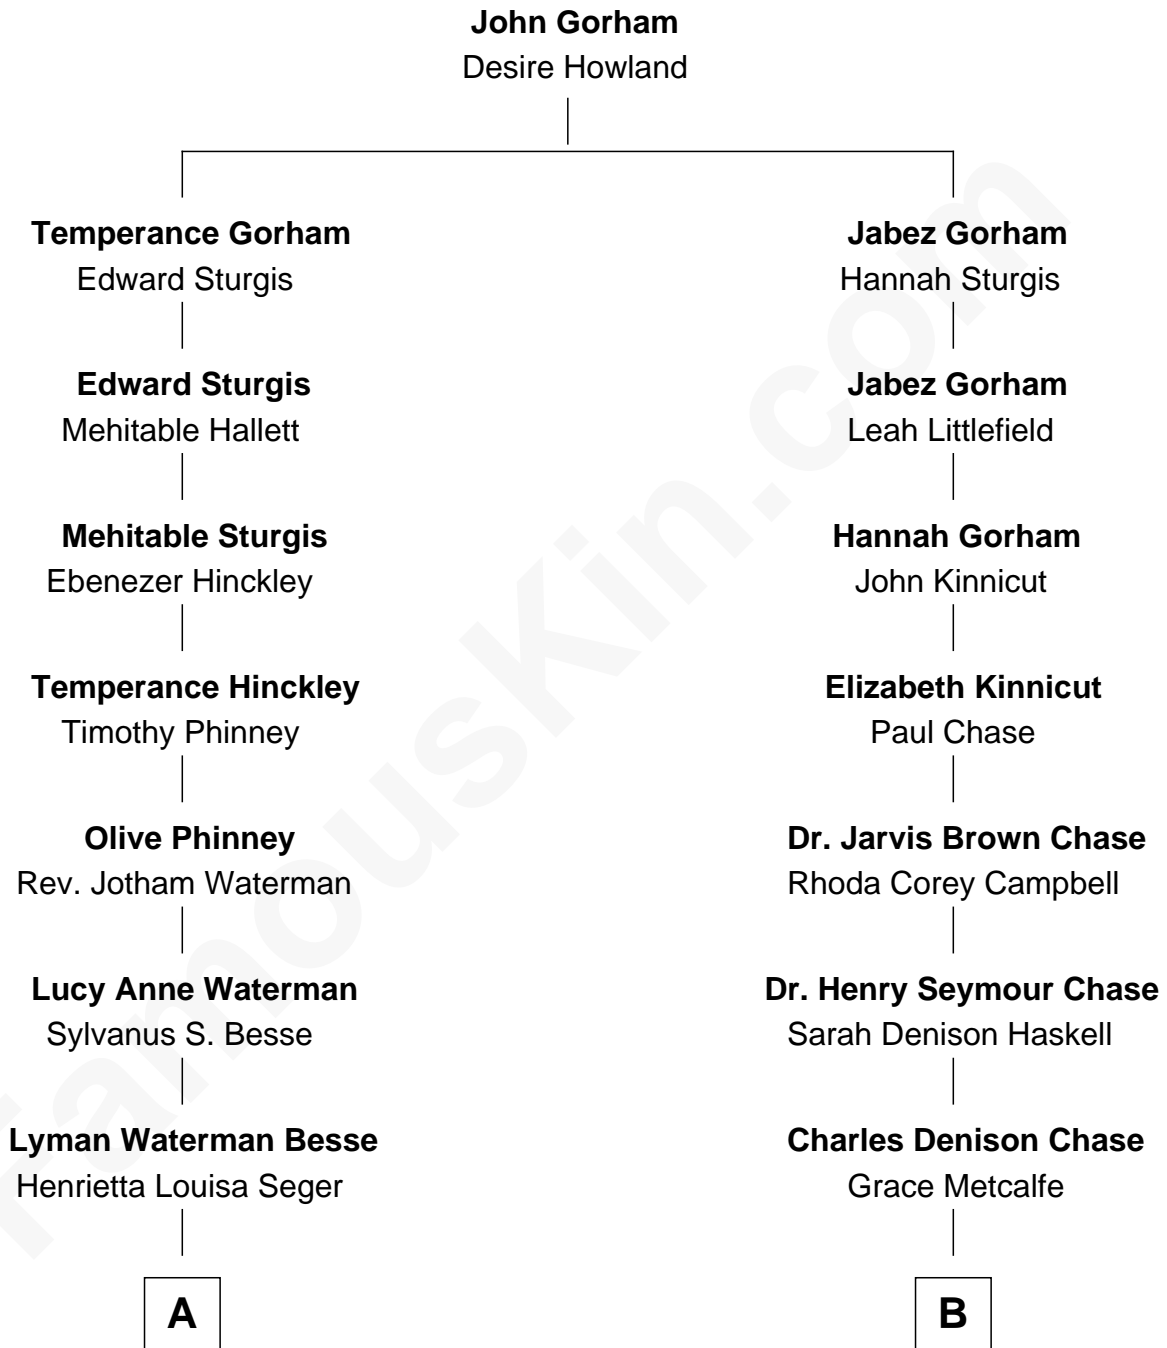 John Gorham
Desire Howland
Temperance Gorham
Edward Sturgis
Jabez Gorham
Hannah Sturgis
Edward Sturgis
Mehitable Hallett
Jabez Gorham
Leah Littlefield
Mehitable Sturgis
Ebenezer Hinckley
Hannah Gorham
John Kinnicut
Temperance Hinckley
Timothy Phinney
Elizabeth Kinnicut
Paul Chase
Olive Phinney
Rev. Jotham Waterman
Dr. Jarvis Brown Chase
Rhoda Corey Campbell
Lucy Anne Waterman
Sylvanus S. Besse
Dr. Henry Seymour Chase
Sarah Denison Haskell
Lyman Waterman Besse
Henrietta Louisa Seger
Charles Denison Chase
Grace Metcalfe
A
B
FamousKin.com